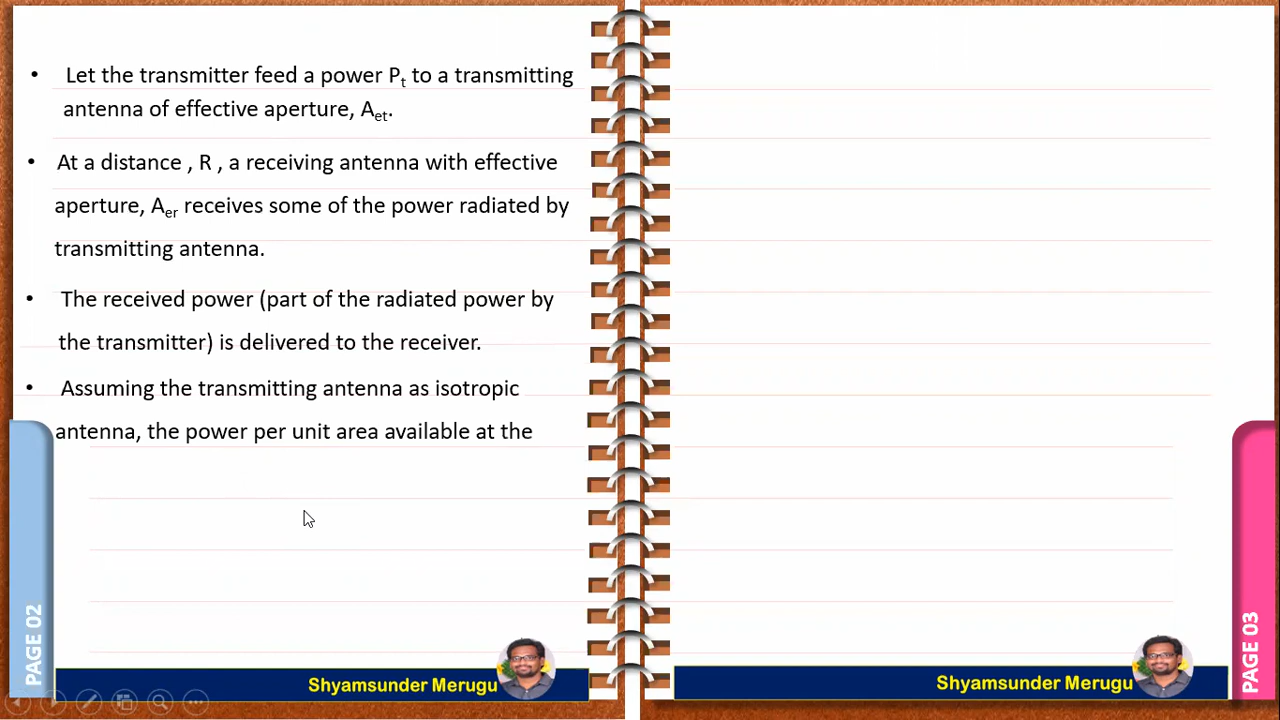 • Let the transmitter feed a power Pt to a transmitting
antenna of effective aperture, Aet.
• At a distance , R , a receiving antenna with effective
aperture, Aer receives some of the power radiated by
transmitting antenna.
• The received power (part of the radiated power by
the transmitter) is delivered to the receiver.
• Assuming the transmitting antenna as isotropic
antenna, the power per unit area available at the
PAGE 02
Shyamsunder Merugu
PAGE 03
Shyamsunder Merugu